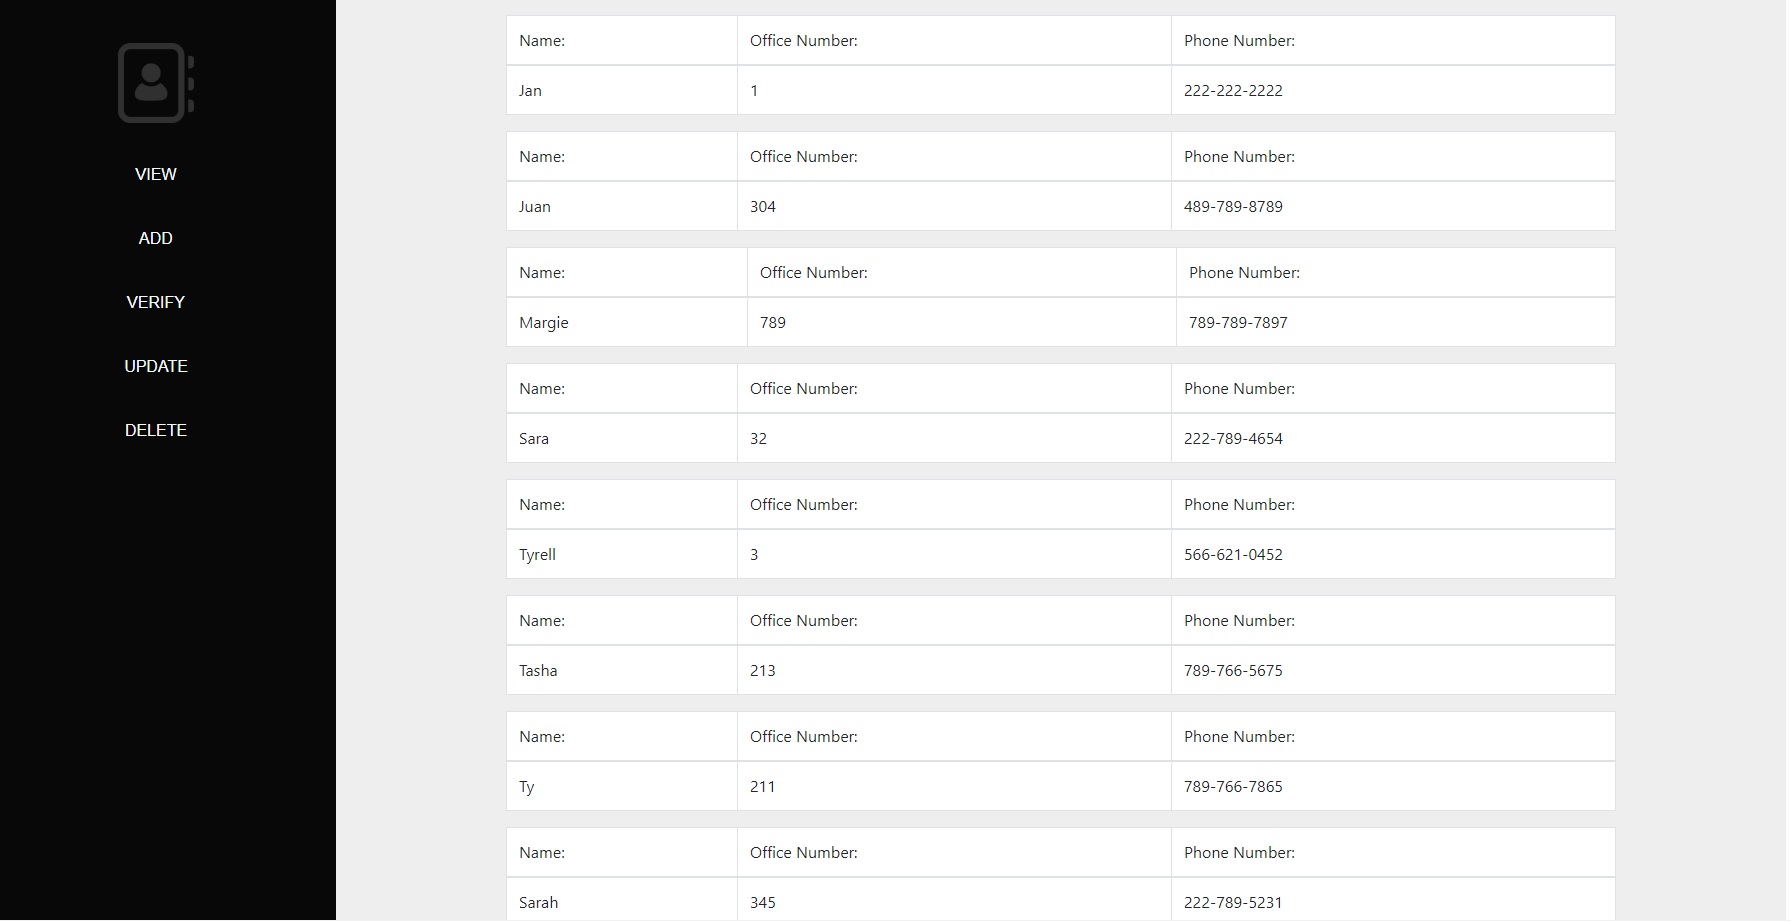 VIEW
ADD
VERIFY
UPDATE
DELETE
Name: Office Number: Phone Number:
Jan 1 222-222-2222
Name: Office Number: Phone Number:
Juan 304 489-789-8789
Name: Office Number: Phone Number:
Margie 789 789-789-7897
Name: Office Number: Phone Number:
Sara 32 222-789-4654
Name: Office Number: Phone Number:
Tyrell 3 566-621-0452
Name: Office Number: Phone Number:
Tasha 213 789-766-5675
Name: Office Number: Phone Number:
Ty 211 789-766-7865
Name: Office Number: Phone Number:
Sarah 345 222-789-5231